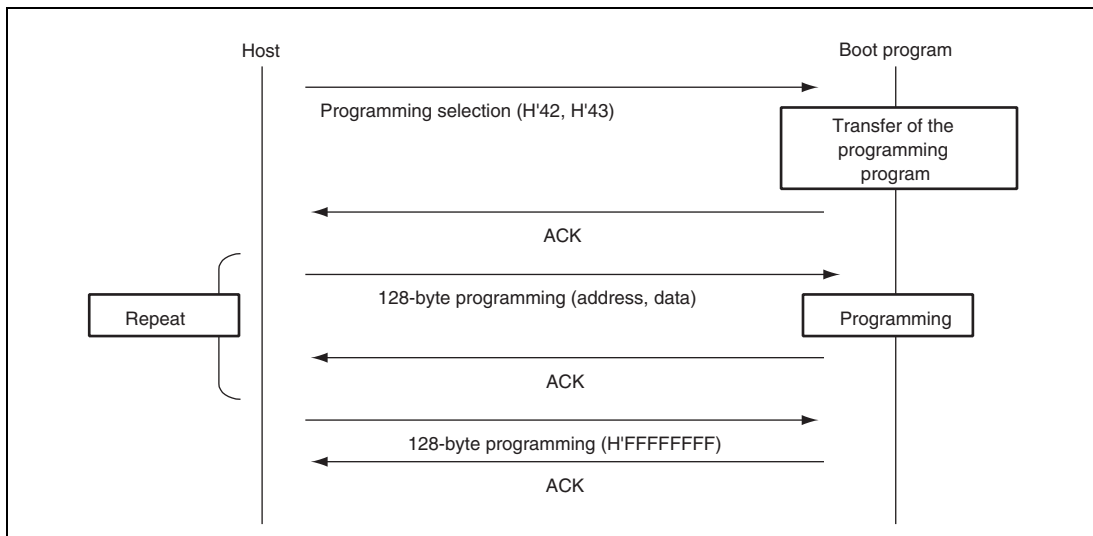 Host
Boot program
Programming selection (H'42, H'43)
Transfer of the
programming
program
ACK
128-byte programming (address, data)
Repeat
Programming
ACK
128-byte programming (H'FFFFFFFF)
ACK